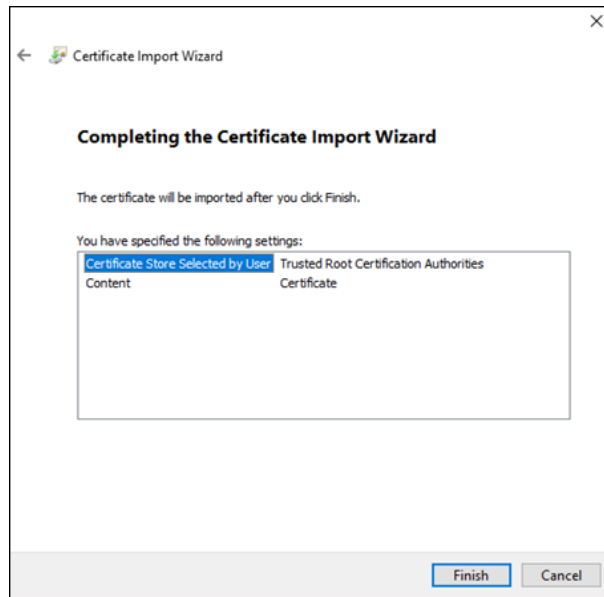 Certificate Import Wizard
Completing the Certificate Import Wizard
The certificate will be imported after you click Finish.
You have specified the following settings:
Certificate Store Selected by User Trusted Root Certification Authorities
Content Certificate
Finish Cancel